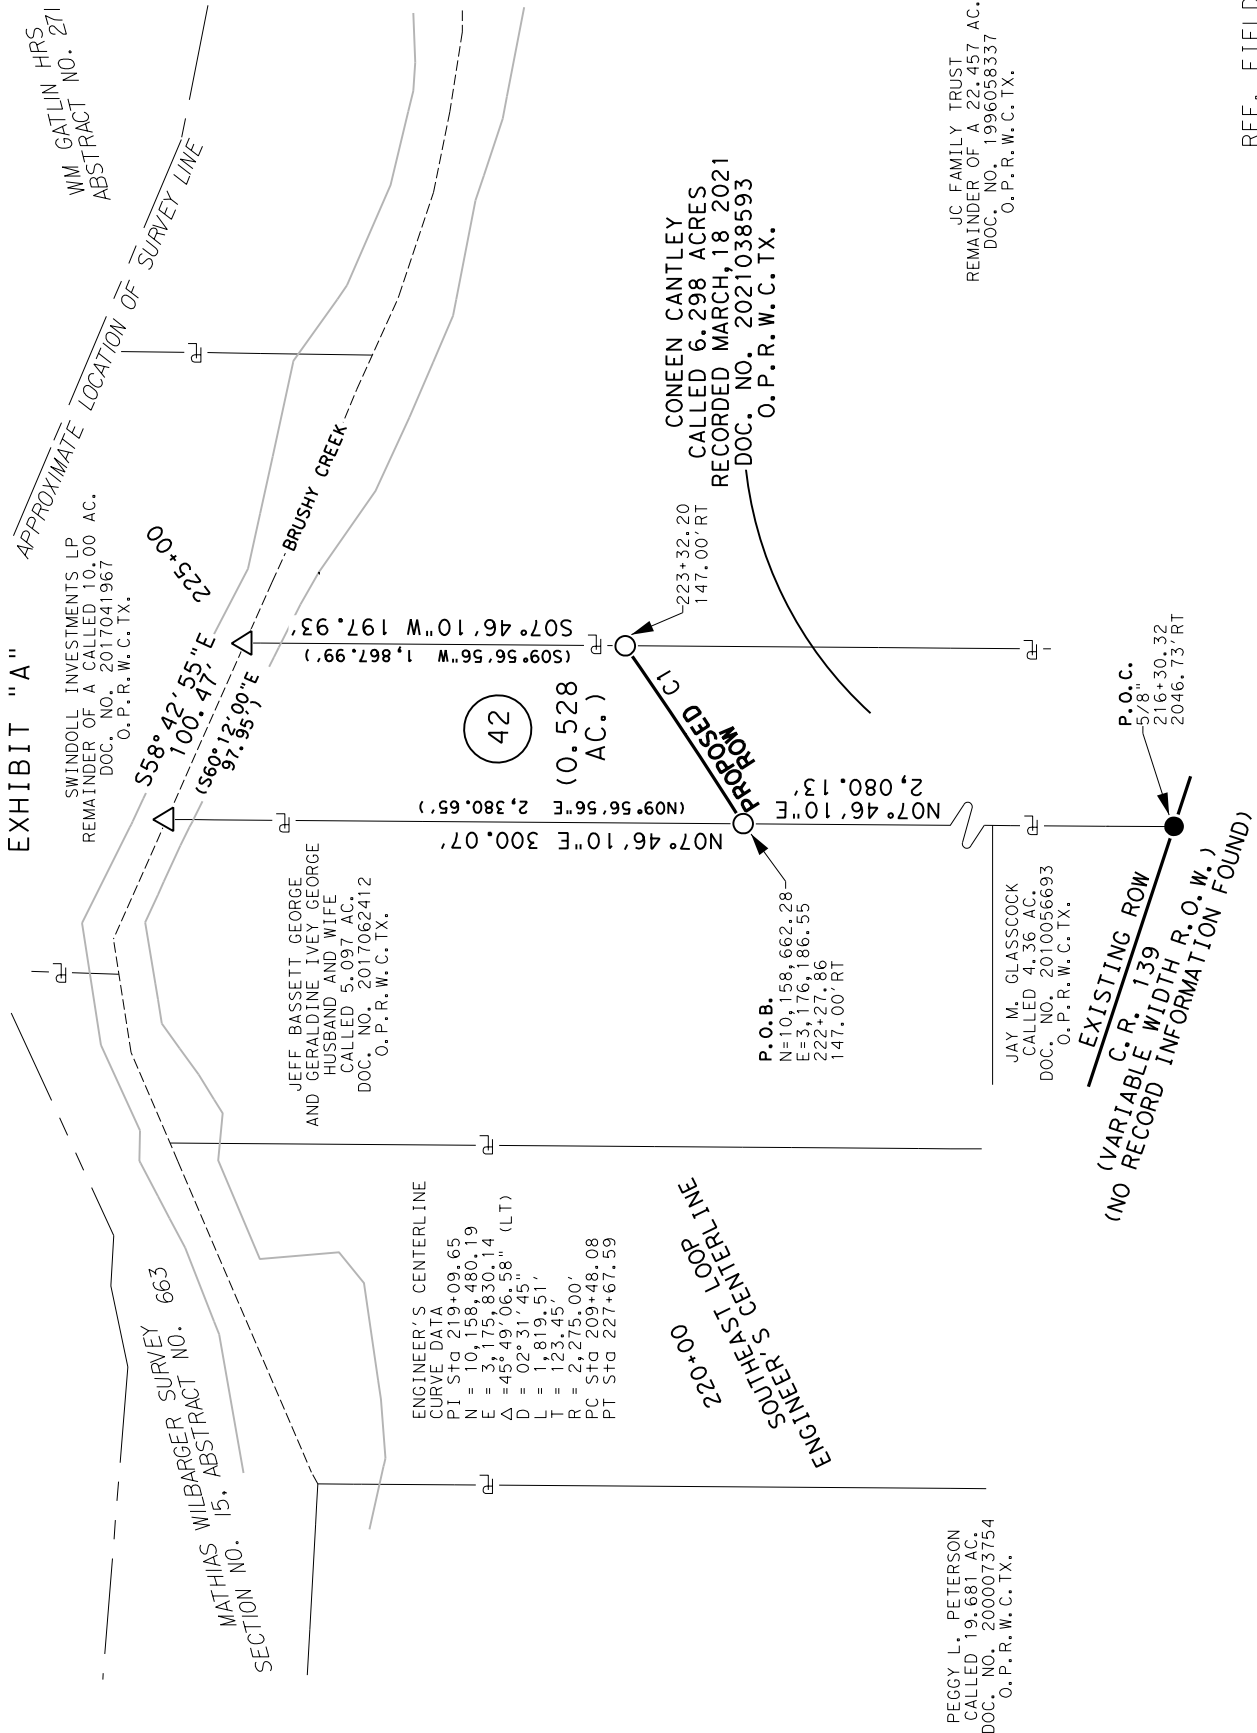 EXHIBIT "A"
WM GATLIN HRS
ABSTRACT NO. 271
APPROXIMATE LOCATION OF SURVEY LINE
SWINDOLL INVESTMENTS LP
REMAINDER OF A CALLED 10.00 AC.
DOC. NO. 2017041967
O.P.R.W.C.TX.
225+00
S58°42'55"E
100.47'
(S60°12'00"E
97.95')
BRUSHY CREEK
MATHIAS WILBARGER SURVEY 663
SECTION NO. 15. ABSTRACT NO.
JEFF BASSETT GEORGE
AND GERALDINE IVEY GEORGE
HUSBAND AND WIFE
CALLED 5.097 AC.
DOC. NO. 2017062412
O.P.R.W.C.TX.
S07°46'10"W 197.93'
(S09°56'56"W 1,867.99')
42
(0.528
AC.)
(N09°56'56"E 2,380.65')
N07°46'10"E 300.07'
PROPOSED C1
ROW
223+32.20
147.00'RT
CONEEN CANTLEY
CALLED 6.298 ACRES
RECORDED MARCH,18 2021
DOC. NO. 2021038593
O.P.R.W.C.TX.
ENGINEER'S CENTERLINE
CURVE DATA
PI Sta 219+09.65
N = 10,158,480.19
E = 3,175,830.14
Δ =45°49'06.58" (LT)
D = 02°31'45"
L = 1,819.51'
T = 123.45'
R = 2,275.00'
PC Sta 209+48.08
PT Sta 227+67.59
220+00
SOUTHEAST LOOP
ENGINEER'S CENTERLINE
P.O.B.
N=10,158,662.28
E=3,176,186.55
222+27.86
147.00'RT
N07°46'10"E
2,080.13'
JC FAMILY TRUST
REMAINDER OF A 22.457 AC.
DOC. NO. 1996058337
O.P.R.W.C.TX.
PEGGY L. PETERSON
CALLED 19.681 AC.
DOC. NO. 2000073754
O.P.R.W.C.TX.
JAY M. GLASSCOCK
CALLED 4.36 AC.
DOC. NO. 2010056693
O.P.R.W.C.TX.
P.O.C.
5/8"
216+30.32
2046.73'RT
EXISTING ROW
C.R. 139
(VARIABLE WIDTH R.O.W.)
(NO RECORD INFORMATION FOUND)
REF. FIELD